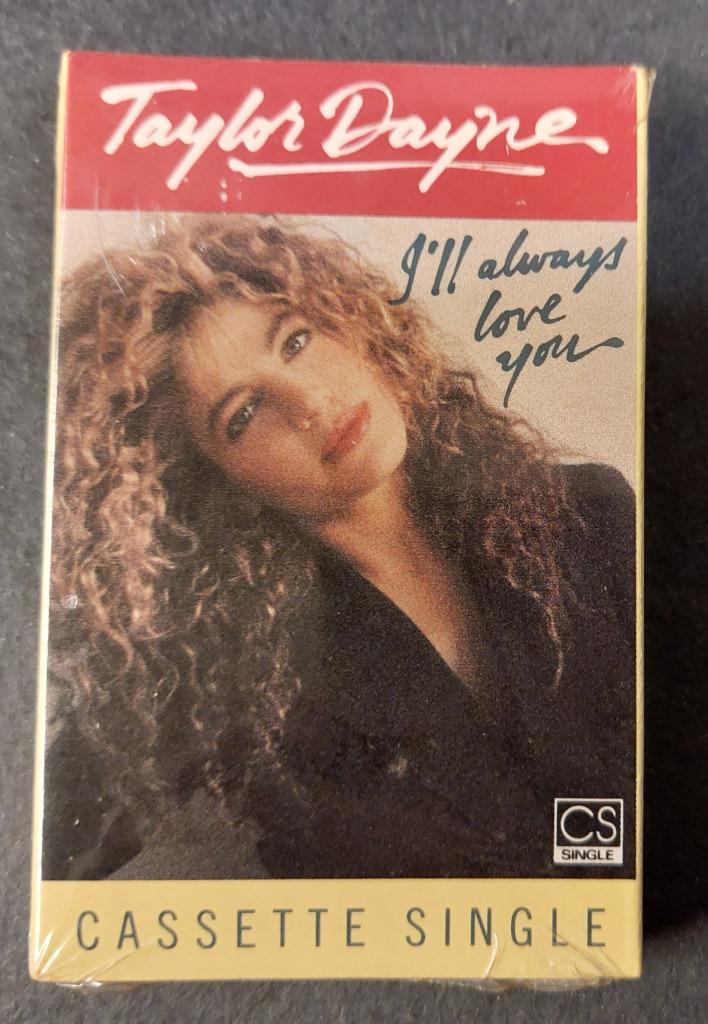 Taylor Dayne
I'll always
love
you
CS
SINGLE
CASSETTE SINGLE